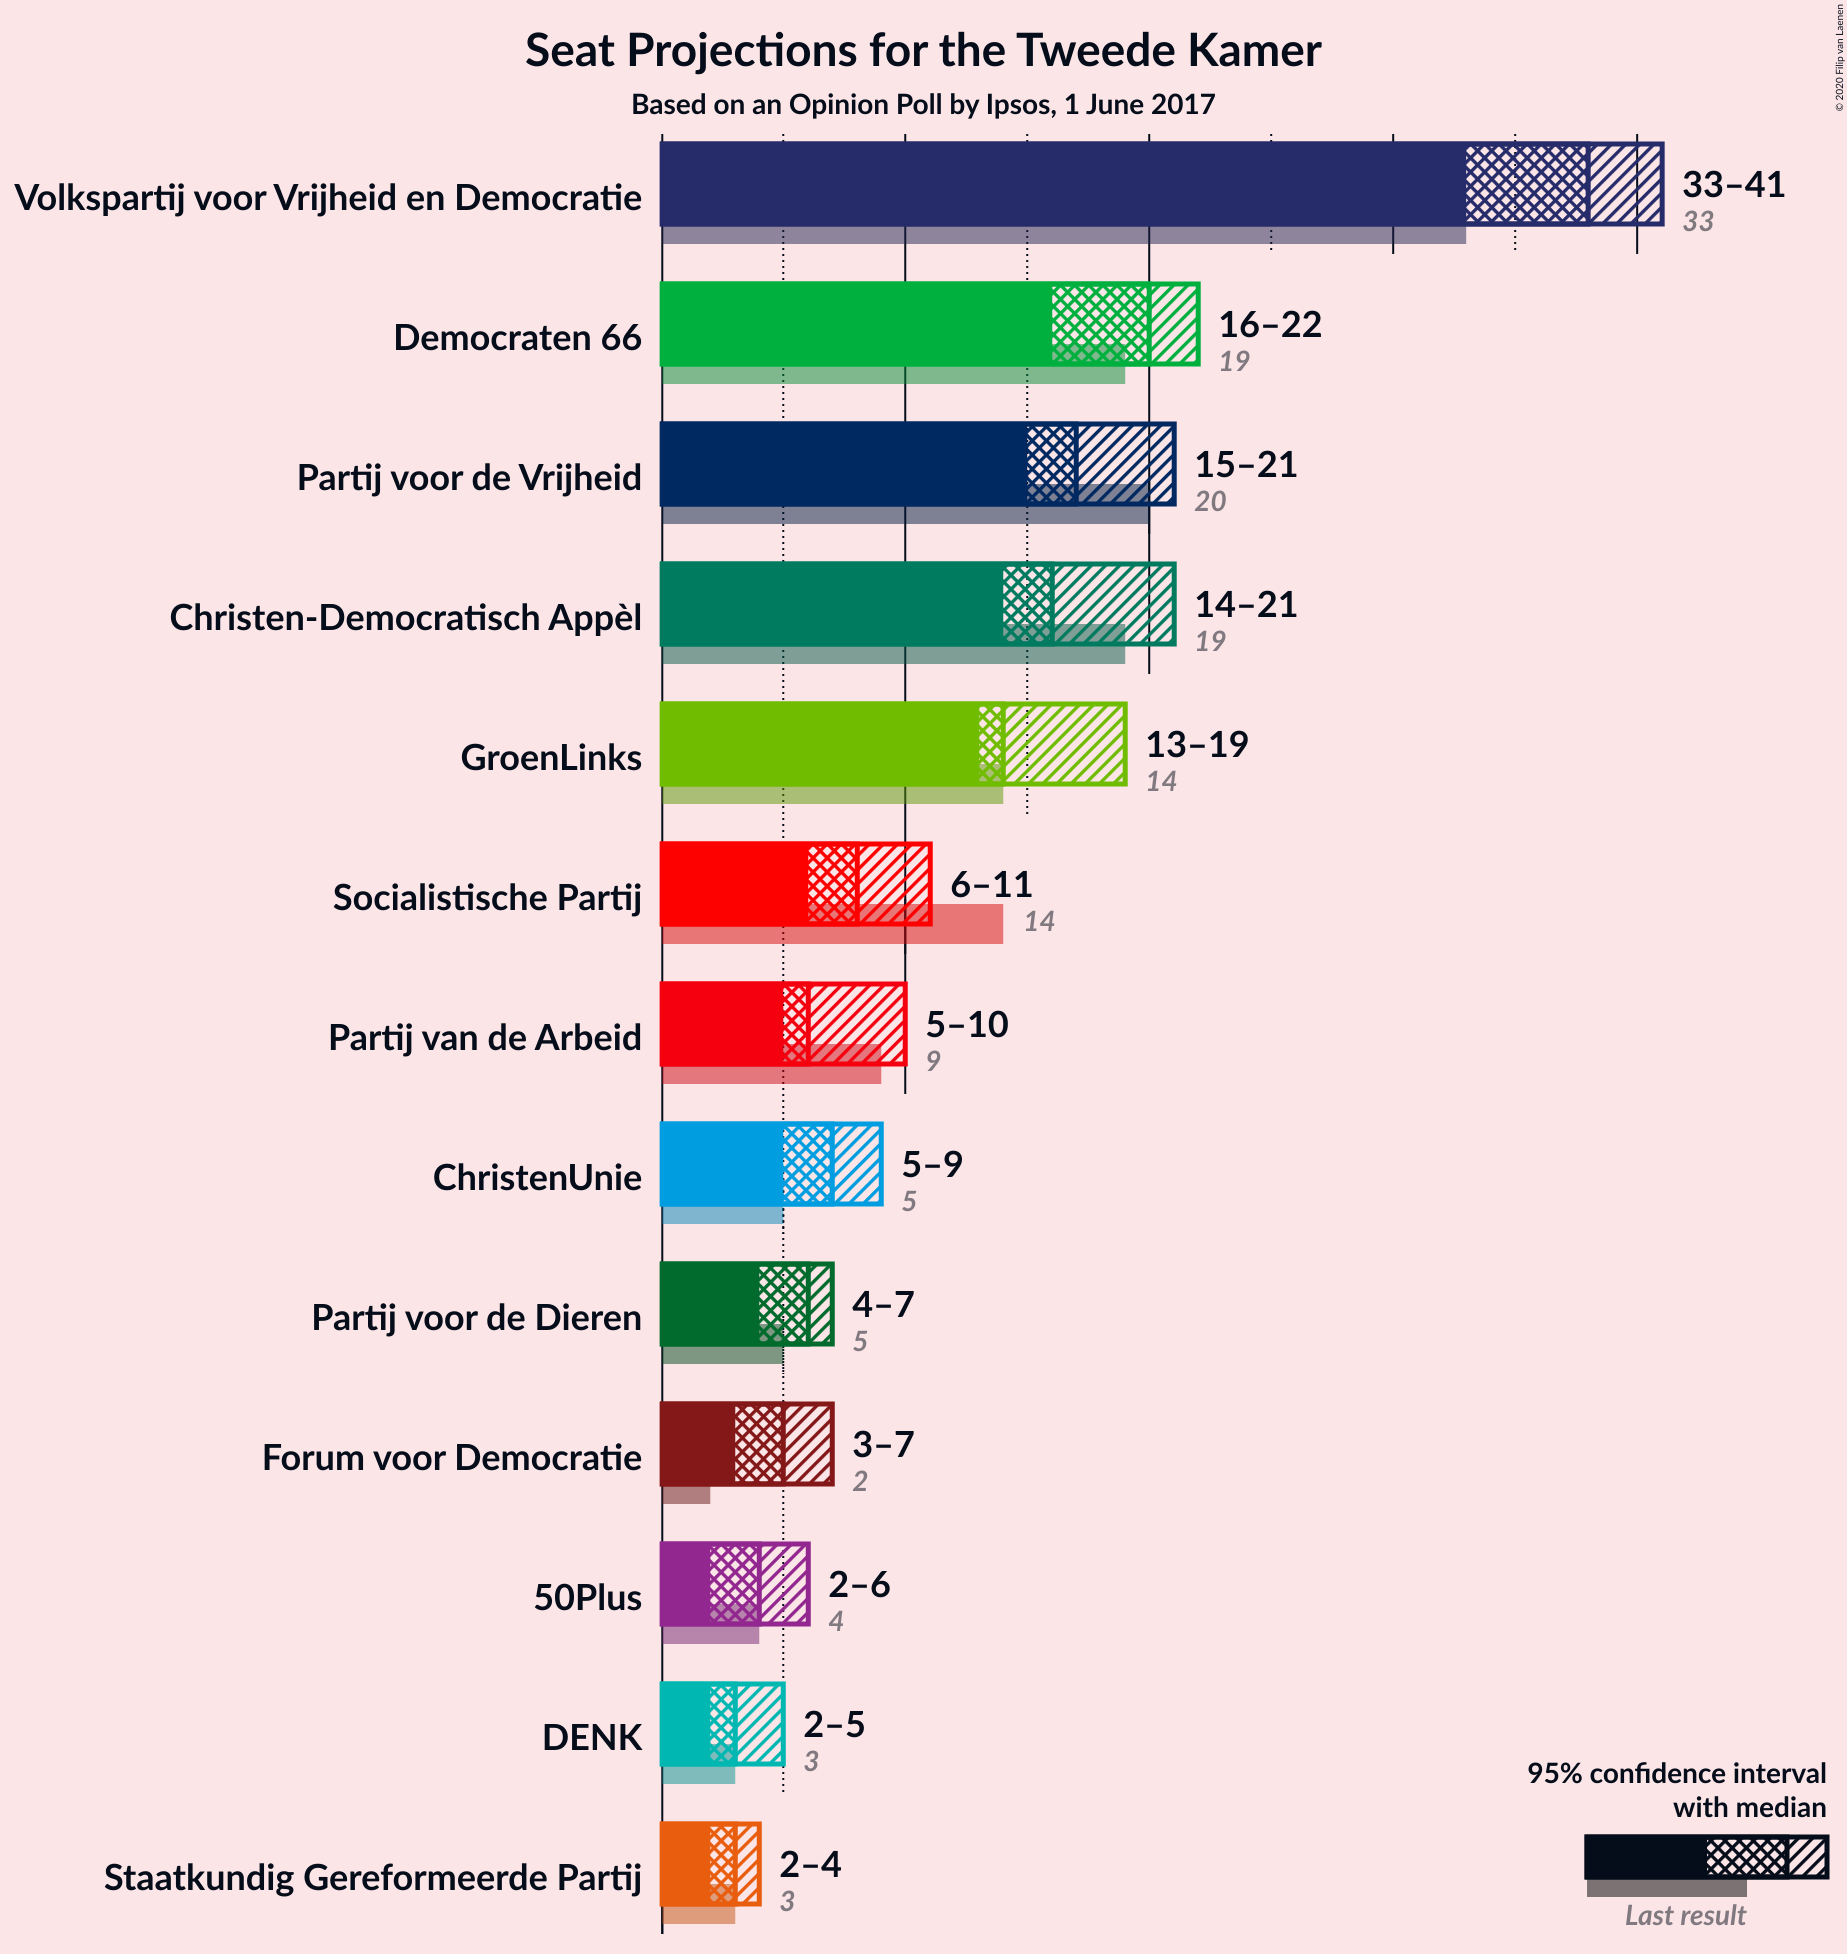 Seat Projections for the Tweede Kamer
Based on an Opinion Poll by Ipsos, 1 June 2017
© 2020 Filip van Laenen
Volkspartij voor Vrijheid en Democratie
33–41
33
Democraten 66
16–22
19
Partij voor de Vrijheid
15–21
20
Christen-Democratisch Appèl
14–21
19
GroenLinks
13–19
14
Socialistische Partij
6–11
14
Partij van de Arbeid
5–10
9
ChristenUnie
5–9
5
Partij voor de Dieren
4–7
5
Forum voor Democratie
3–7
2
50Plus
2–6
4
DENK
2–5
3
Staatkundig Gereformeerde Partij
2–4
3
95% confidence interval
with median
Last result